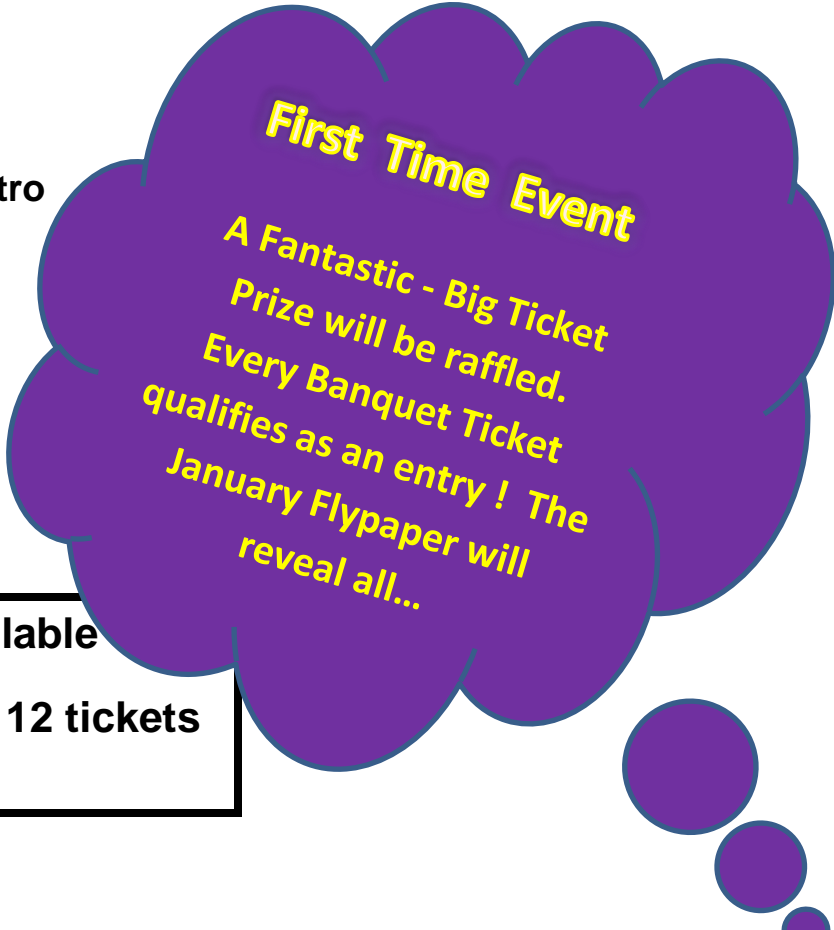 First Time Event
tro
A Fantastic - Big Ticket
Prize will be raffled.
Every Banquet Ticket
qualifies as an entry ! The
January Flypaper will
reveal all...
lable
12 tickets